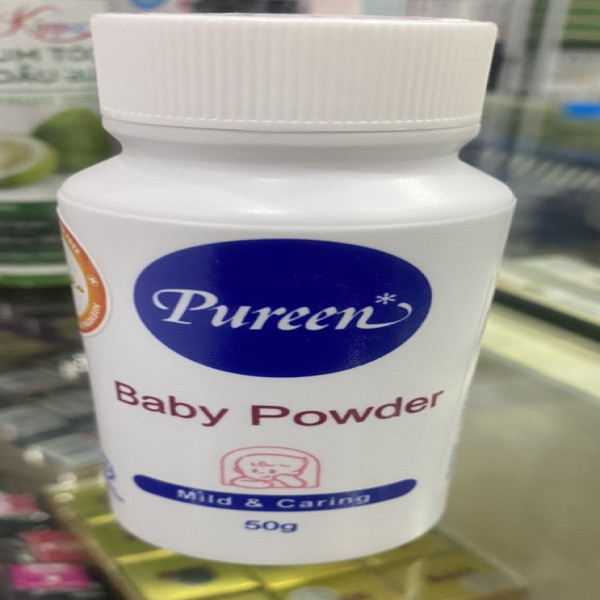 Pureen*
Baby Powder
Mild & Caring
50g